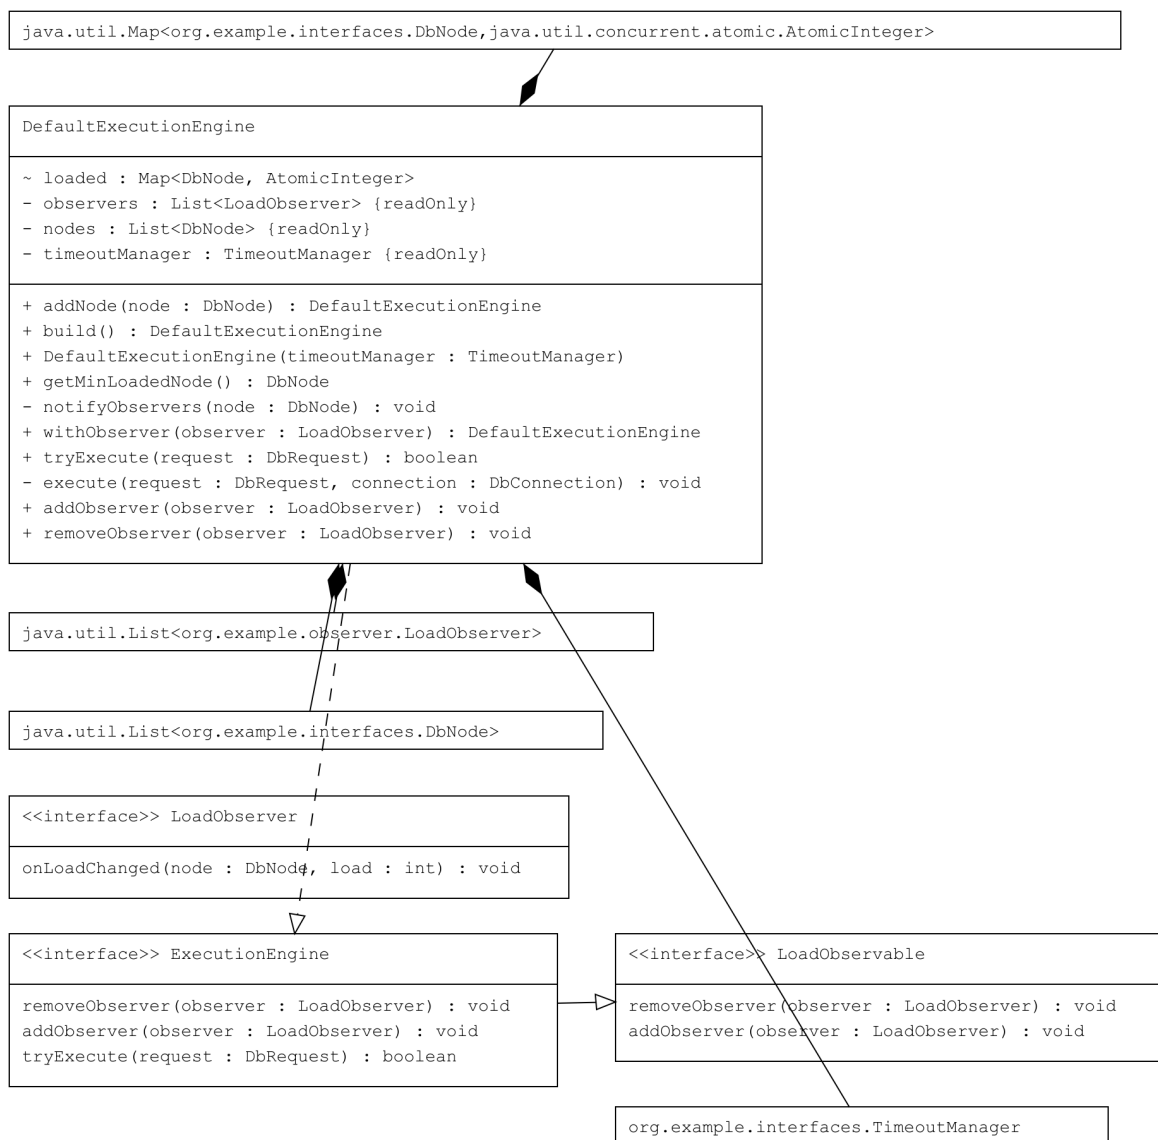 java.util.Map<org.example.interfaces.DbNode,java.util.concurrent.atomic.AtomicInteger>
DefaultExecutionEngine
~ loaded : Map<DbNode, AtomicInteger>
- observers : List<LoadObserver> {readOnly}
- nodes : List<DbNode> {readOnly}
- timeoutManager : TimeoutManager {readOnly}
+ addNode(node : DbNode) : DefaultExecutionEngine
+ build() : DefaultExecutionEngine
+ DefaultExecutionEngine(timeoutManager : TimeoutManager)
+ getMinLoadedNode() : DbNode
- notifyObservers(node : DbNode) : void
+ withObserver(observer : LoadObserver) : DefaultExecutionEngine
+ tryExecute(request : DbRequest) : boolean
- execute(request : DbRequest, connection : DbConnection) : void
+ addObserver(observer : LoadObserver) : void
+ removeObserver(observer : LoadObserver) : void
java.util.List<org.example.observer.LoadObserver>
java.util.List<org.example.interfaces.DbNode>
<<interface>> LoadObserver
onLoadChanged(node : DbNode, load : int) : void
<<interface>> ExecutionEngine
removeObserver(observer : LoadObserver) : void
addObserver(observer : LoadObserver) : void
tryExecute(request : DbRequest) : boolean
<<interface>> LoadObservable
removeObserver(observer : LoadObserver) : void
addObserver(observer : LoadObserver) : void
org.example.interfaces.TimeoutManager